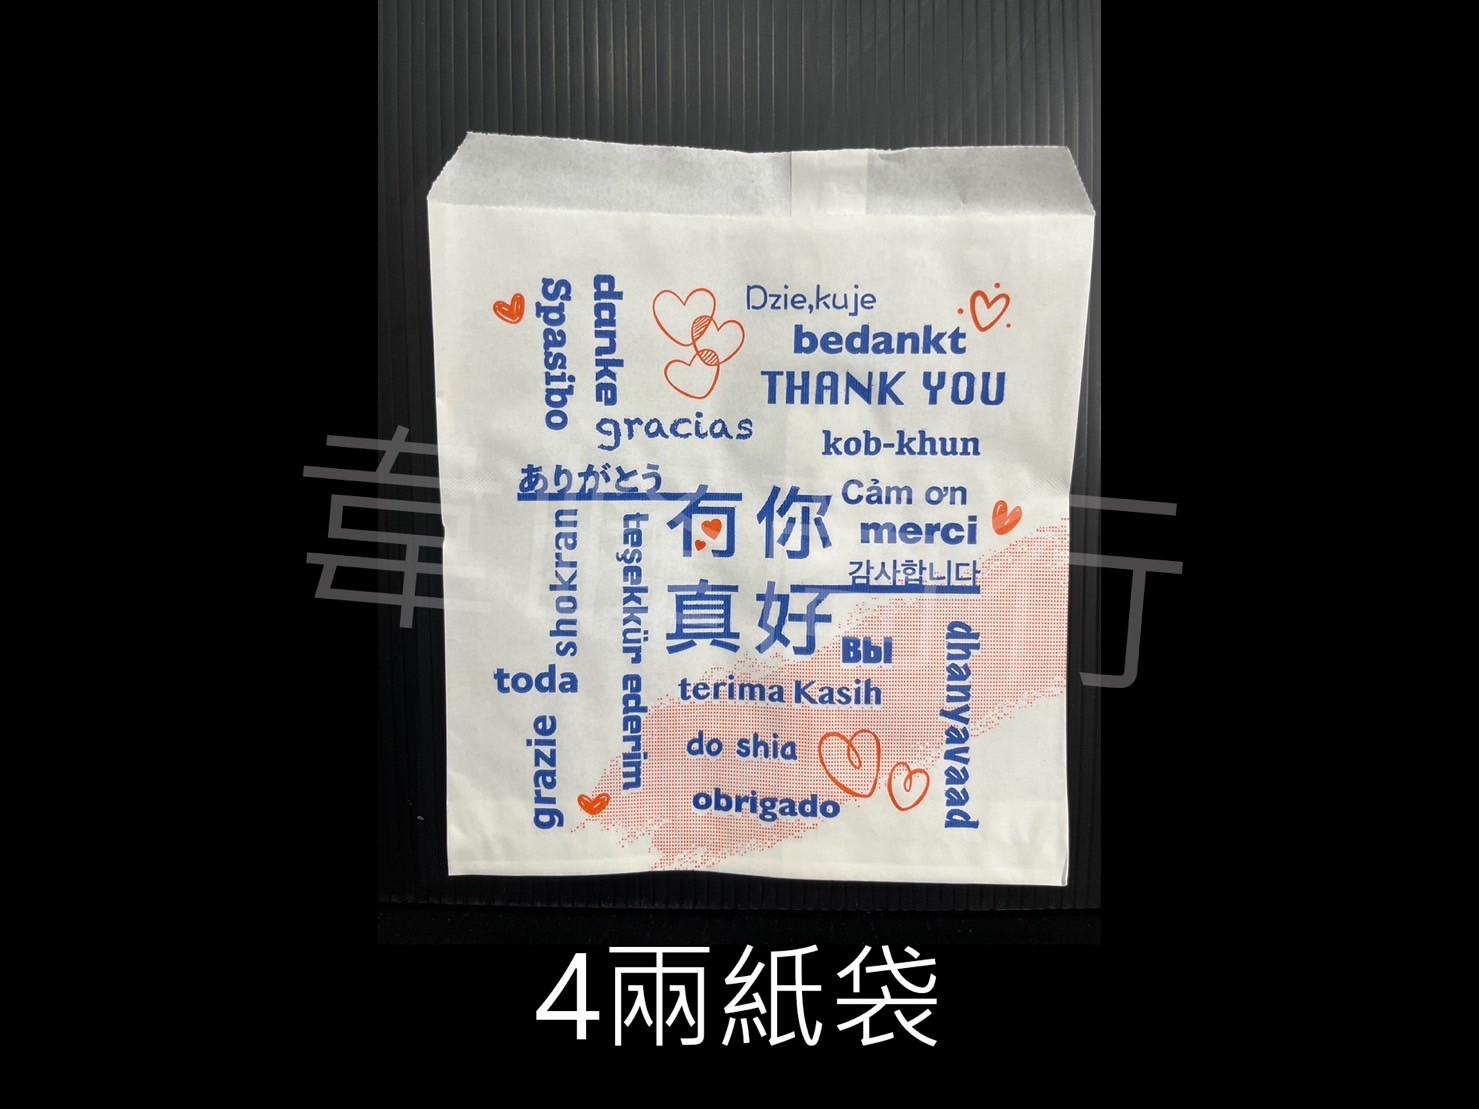 Spasibo
danke
Dzie,kuje
bedankt
THANK YOU
gracias
kob-khun
ありがとう
Cảm ơn
merci
감사합니다
有你
真好
shokran
teşekkür ederim
toda
grazie
Bbl
terima Kasih
do shia
obrigado
dhanyavaad
4兩紙袋